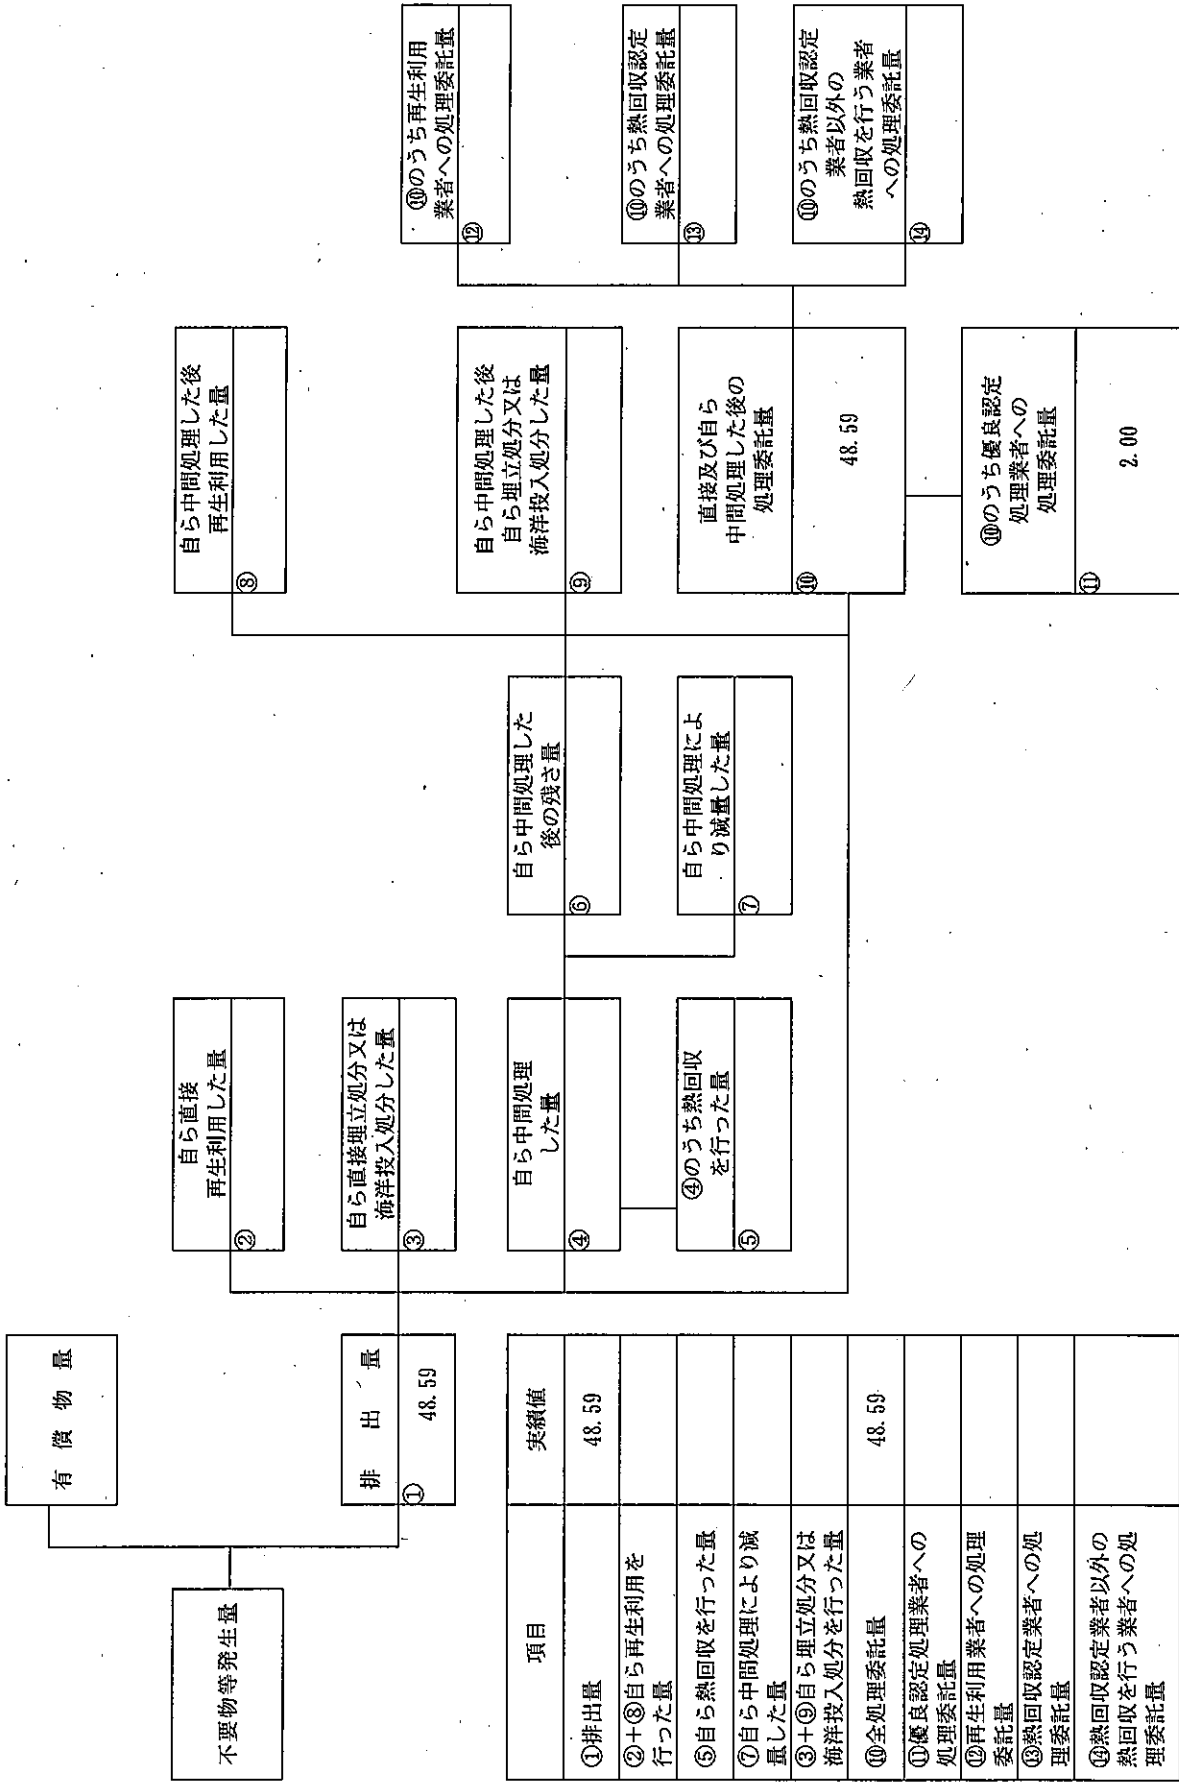 有償物量
不要物等発生量
排出量
①
48.59
自ら直接
再生利用した量
②
自ら直接埋立処分又は
海洋投入処分した量
③
自ら中間処理
した量
④
④のうち熱回収
を行った量
⑤
自ら中間処理した
後の残さ量
⑥
自ら中間処理によ
り減量した量
⑦
自ら中間処理した後
再生利用した量
⑧
自ら中間処理した後
自ら埋立処分又は
海洋投入処分した量
⑨
直接及び自ら
中間処理した後の
処理委託量
⑩
48.59
⑩のうち優良認定
処理業者への
処理委託量
⑪
2.00
⑩のうち再生利用
業者への処理委託量
⑫
⑩のうち熱回収認定
業者への処理委託量
⑬
⑩のうち熱回収認定
業者以外の
熱回収を行う業者
への処理委託量
⑭
項目 実績値
①排出量 48.59
②+⑧自ら再生利用を
行った量
⑤自ら熱回収を行った量
⑦自ら中間処理により減
量した量
③+⑨自ら埋立処分又は
海洋投入処分を行った量
⑩全処理委託量 48.59
⑪優良認定処理業者への
処理委託量
⑫再生利用業者への処理
委託量
⑬熱回収認定業者への処
理委託量
⑭熱回収認定業者以外の
熱回収を行う業者への処
理委託量